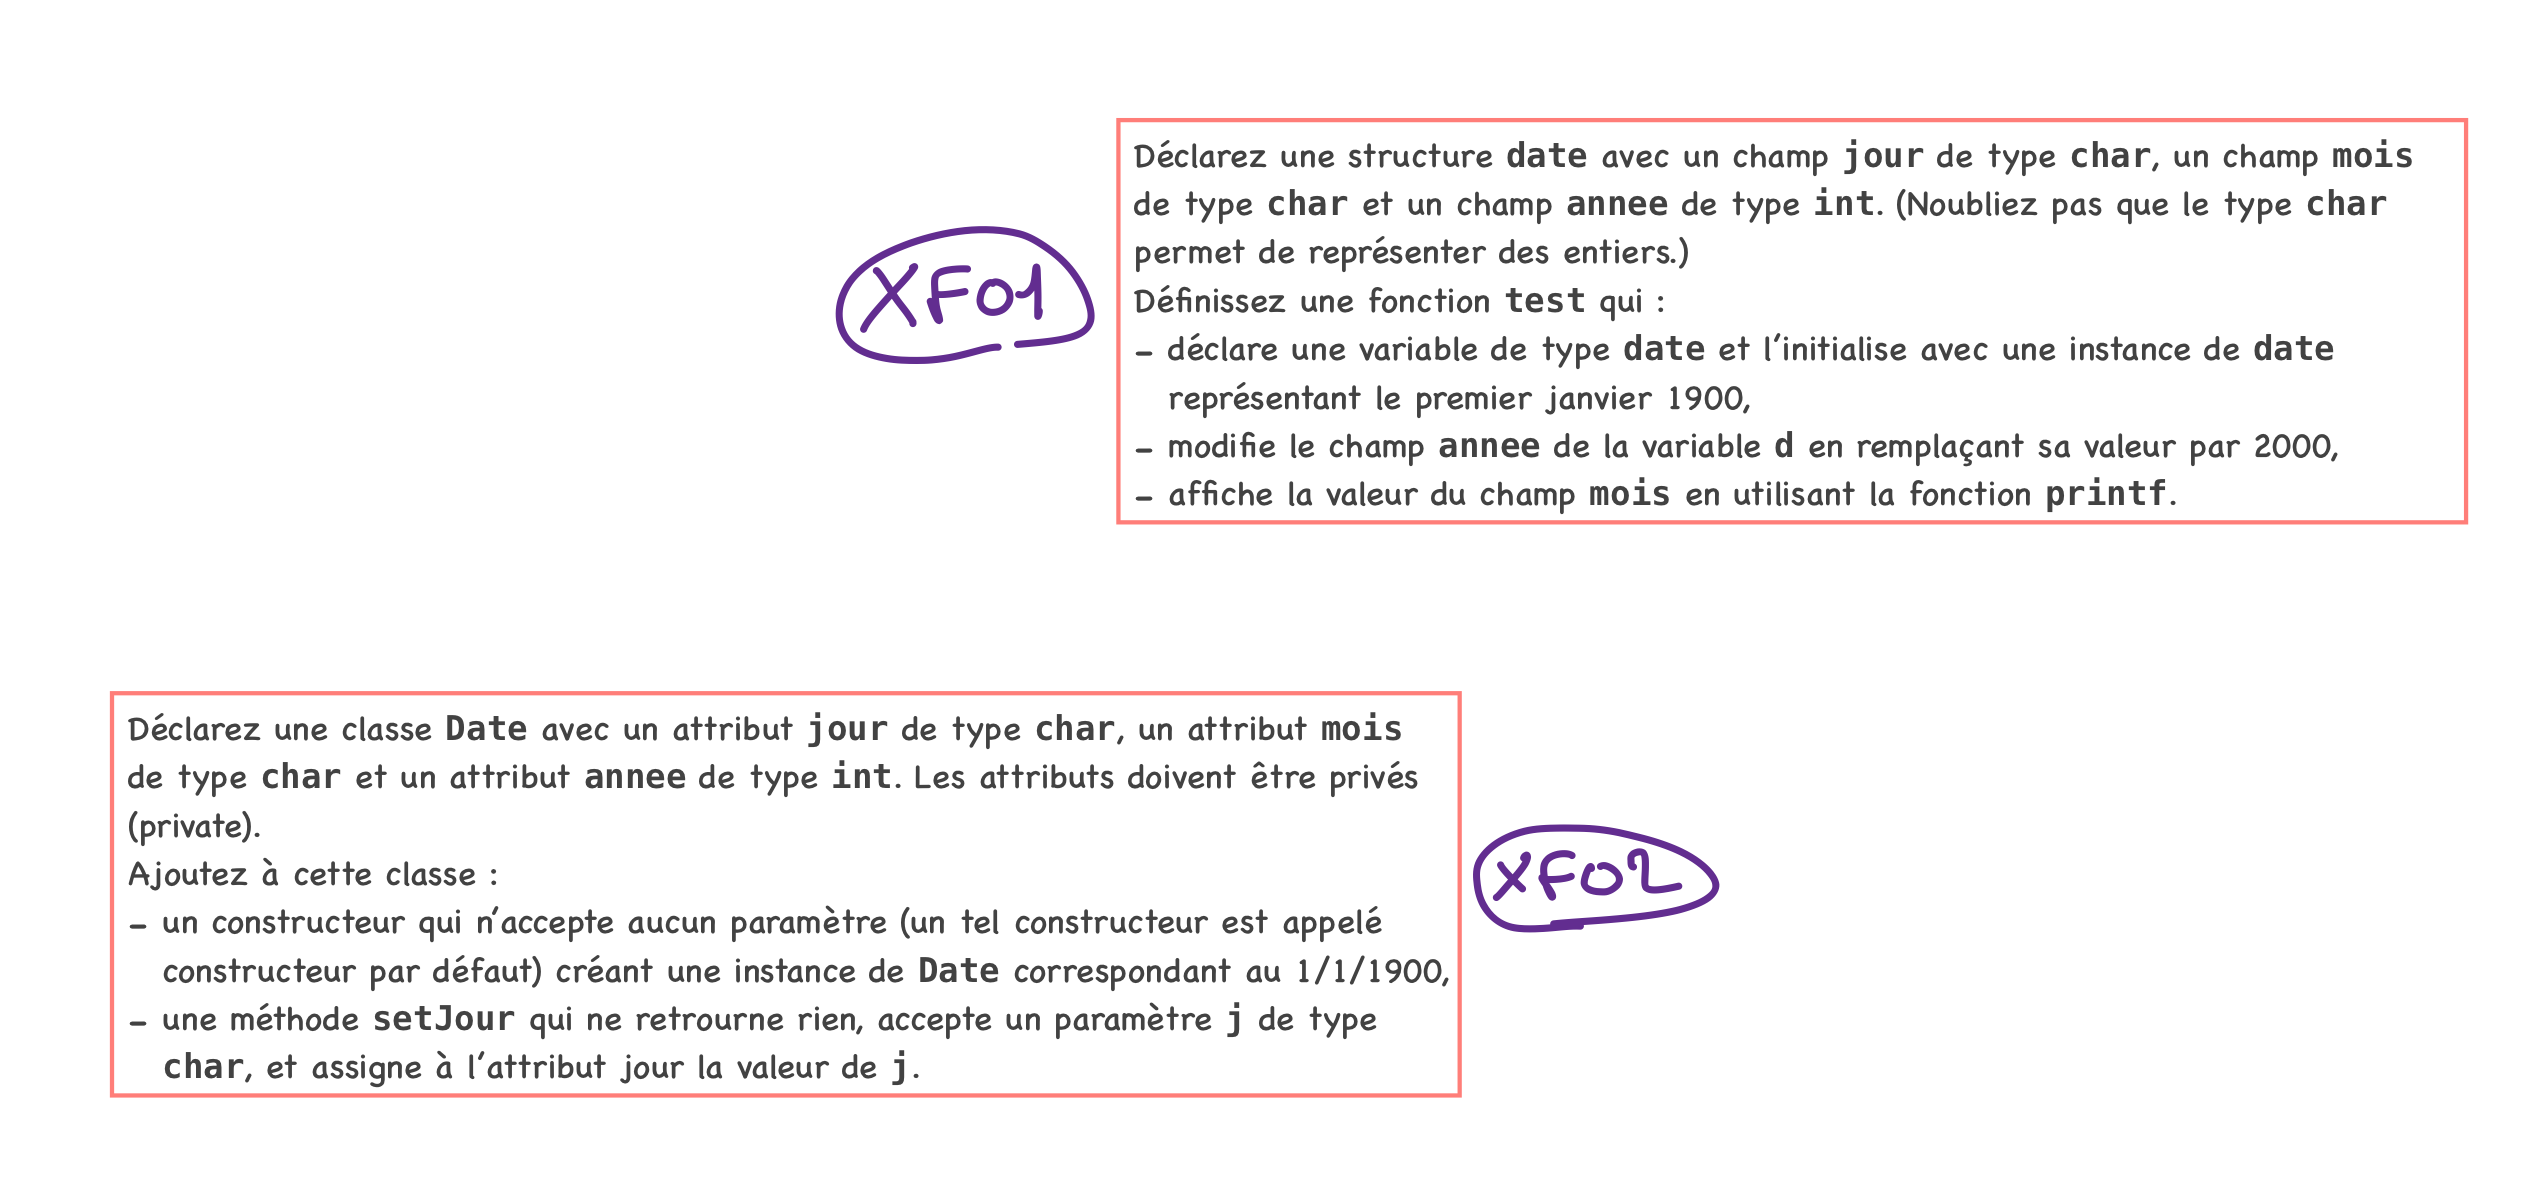 Déclarez une structure date avec un champ jour de type char, un champ mois
de type char et un champ annee de type int. (Noubliez pas que le type char
permet de représenter des entiers.)
Définissez une fonction test qui :
- déclare une variable de type date et l'initialise avec une instance de date
représentant le premier janvier 1900,
- modifie le champ annee de la variable d en remplaçant sa valeur par 2000,
- affiche la valeur du champ mois en utilisant la fonction printf.
XF01
Déclarez une classe Date avec un attribut jour de type char, un attribut mois
de type char et un attribut annee de type int. Les attributs doivent être privés
(private).
Ajoutez à cette classe :
- un constructeur qui n'accepte aucun paramètre (un tel constructeur est appelé
constructeur par défaut) créant une instance de Date correspondant au 1/1/1900,
- une méthode setJour qui ne retrourne rien, accepte un paramètre j de type
char, et assigne à l'attribut jour la valeur de j.
XF02